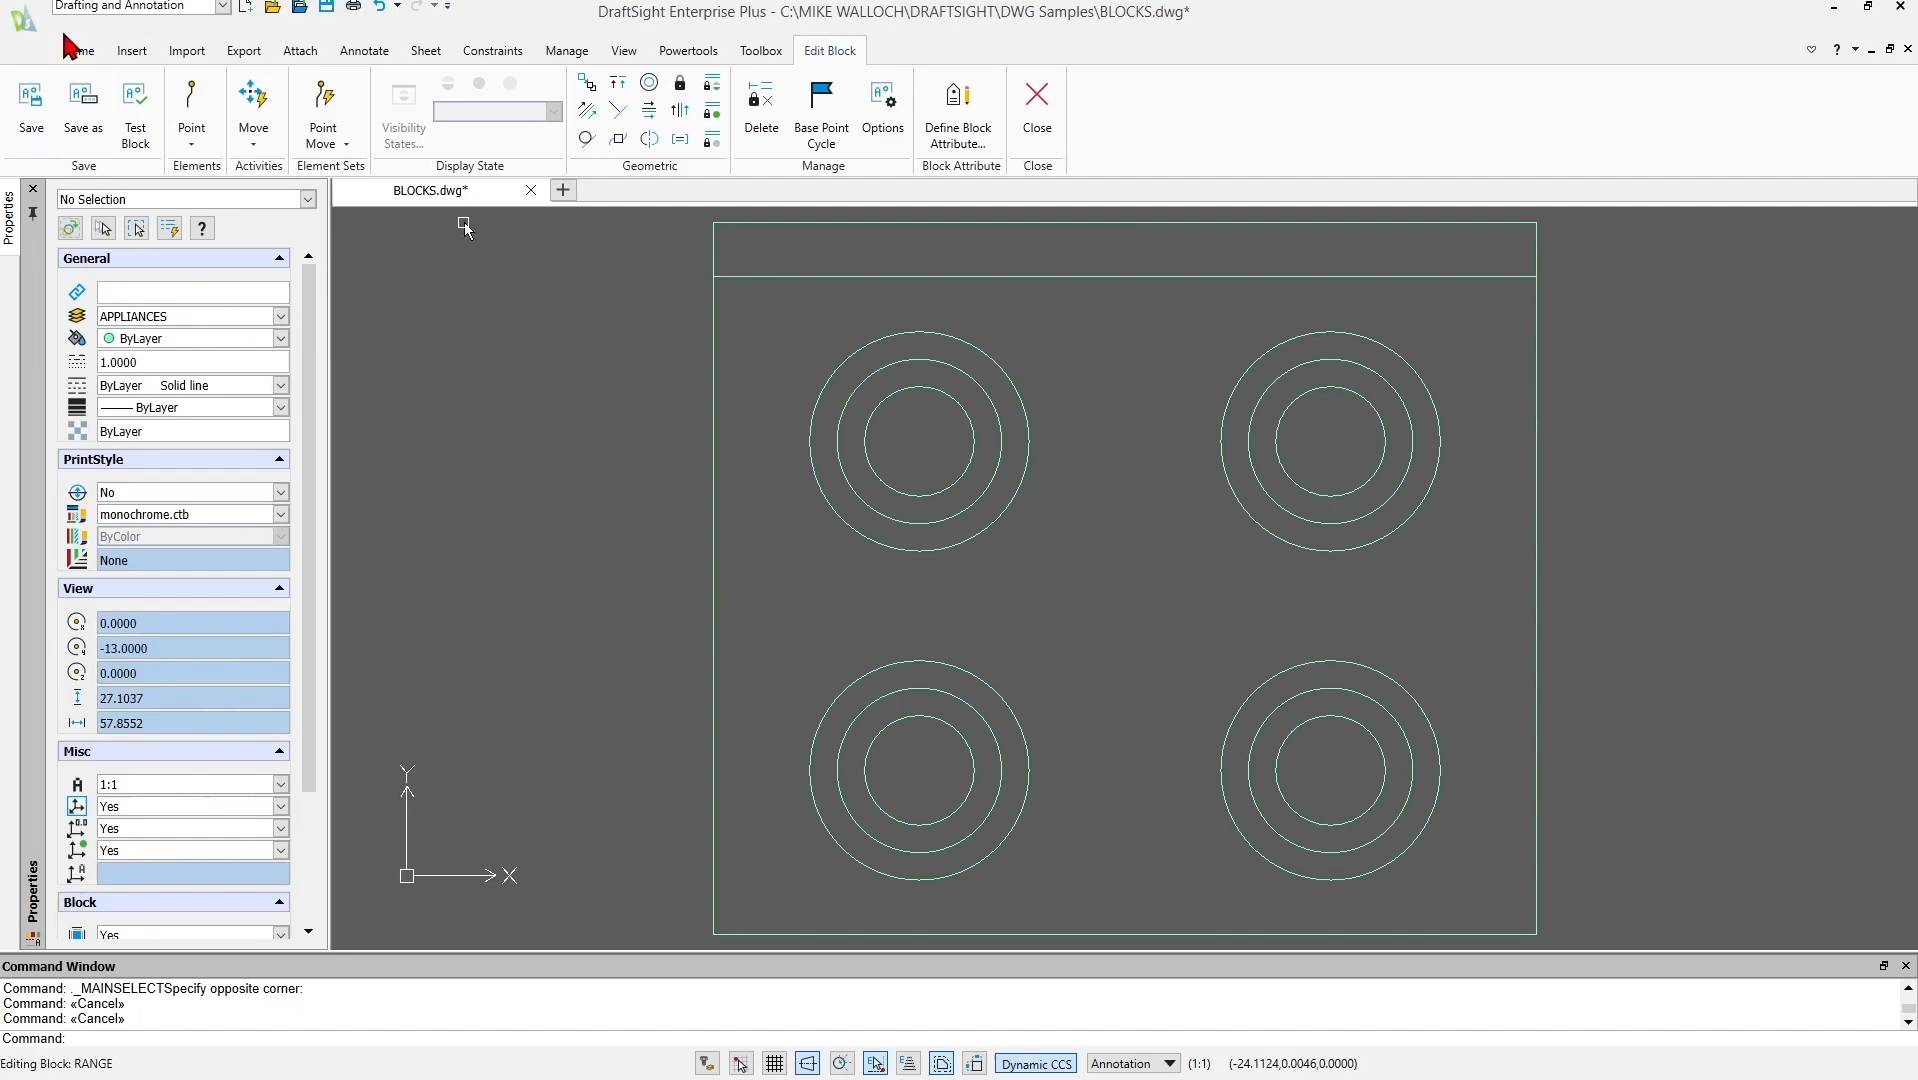 Drafting and Annotation
DraftSight Enterprise Plus - C:\MIKE WALLOCH\DRAFTSIGHT\DWG Samples\BLOCKS.dwg*
me Insert Import Export Attach Annotate Sheet Constraints Manage View Powertools Toolbox Edit Block
Save Save as Test Block Point Move Point Move Visibility States... Delete Base Point Cycle Options Define Block Attribute... Close
Save Elements Activities Element Sets Display State Geometric Manage Block Attribute Close
Properties
BLOCKS.dwg*
No Selection
General
APPLIANCES
ByLayer
1.0000
ByLayer Solid line
ByLayer
ByLayer
PrintStyle
No
monochrome.ctb
ByColor
None
View
0.0000
-13.0000
0.0000
27.1037
57.8552
Misc
1:1
Yes
Yes
Yes
Block
Yes
Properties
Y
X
Command Window
Command: ._MAINSELECTSpecify opposite corner:
Command: «Cancel»
Command: «Cancel»
Command:
Editing Block: RANGE
Dynamic CCS Annotation (1:1) (-24.1124,0.0046,0.0000)